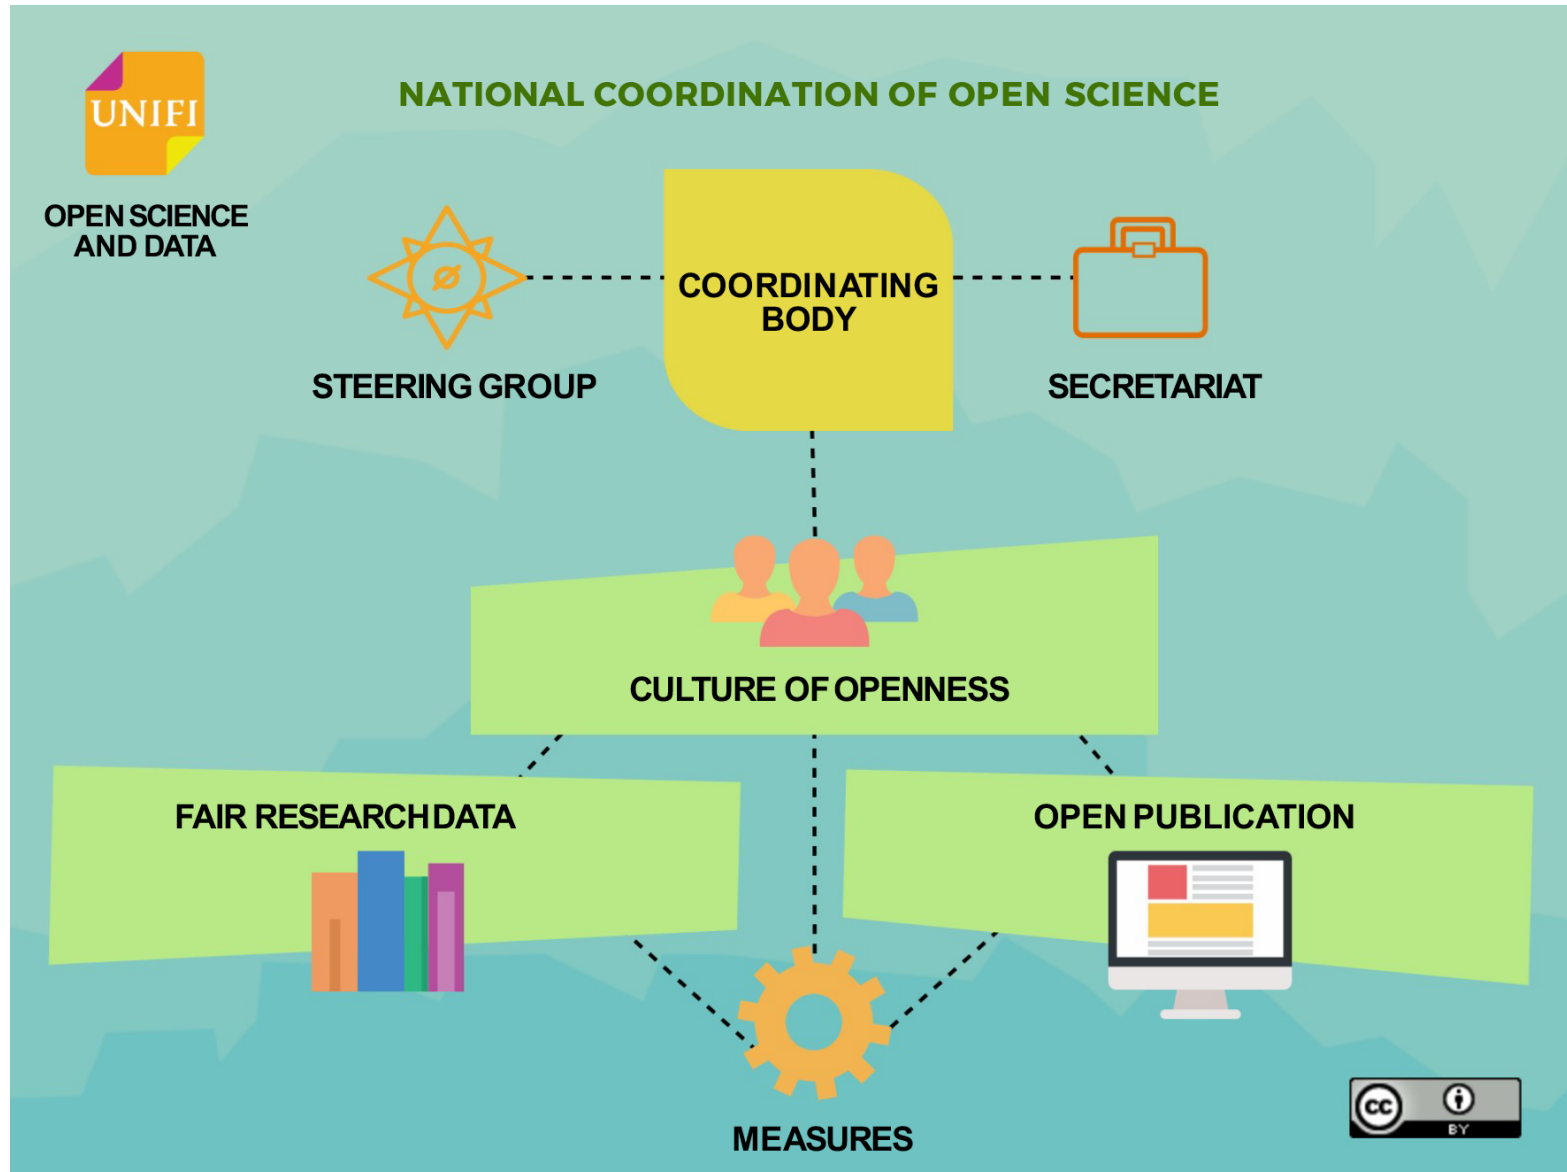 UNIFI
OPEN SCIENCE
AND DATA
NATIONAL COORDINATION OF OPEN SCIENCE
COORDINATING
BODY
STEERING GROUP
SECRETARIAT
CULTURE OF OPENNESS
FAIR RESEARCH DATA
OPEN PUBLICATION
MEASURES
CC
BY